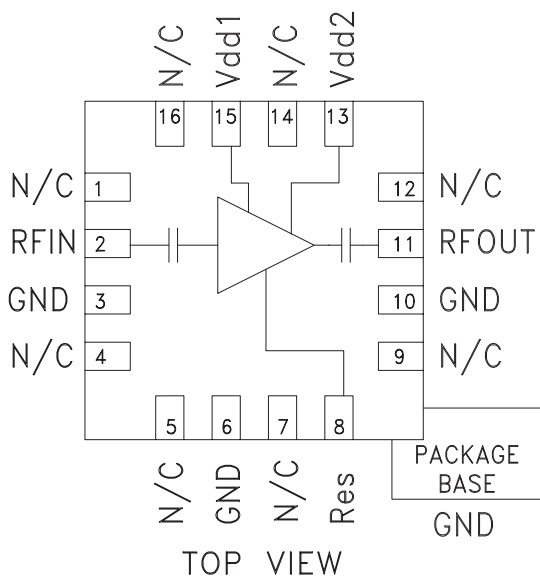 N/C
Vdd1
N/C
Vdd2
16
15
14
13
N/C 1
12 N/C
RFIN 2
11 RFOUT
GND 3
10 GND
N/C 4
9 N/C
5
6
7
8
N/C
GND
N/C
Res
PACKAGE
BASE
GND
TOP VIEW